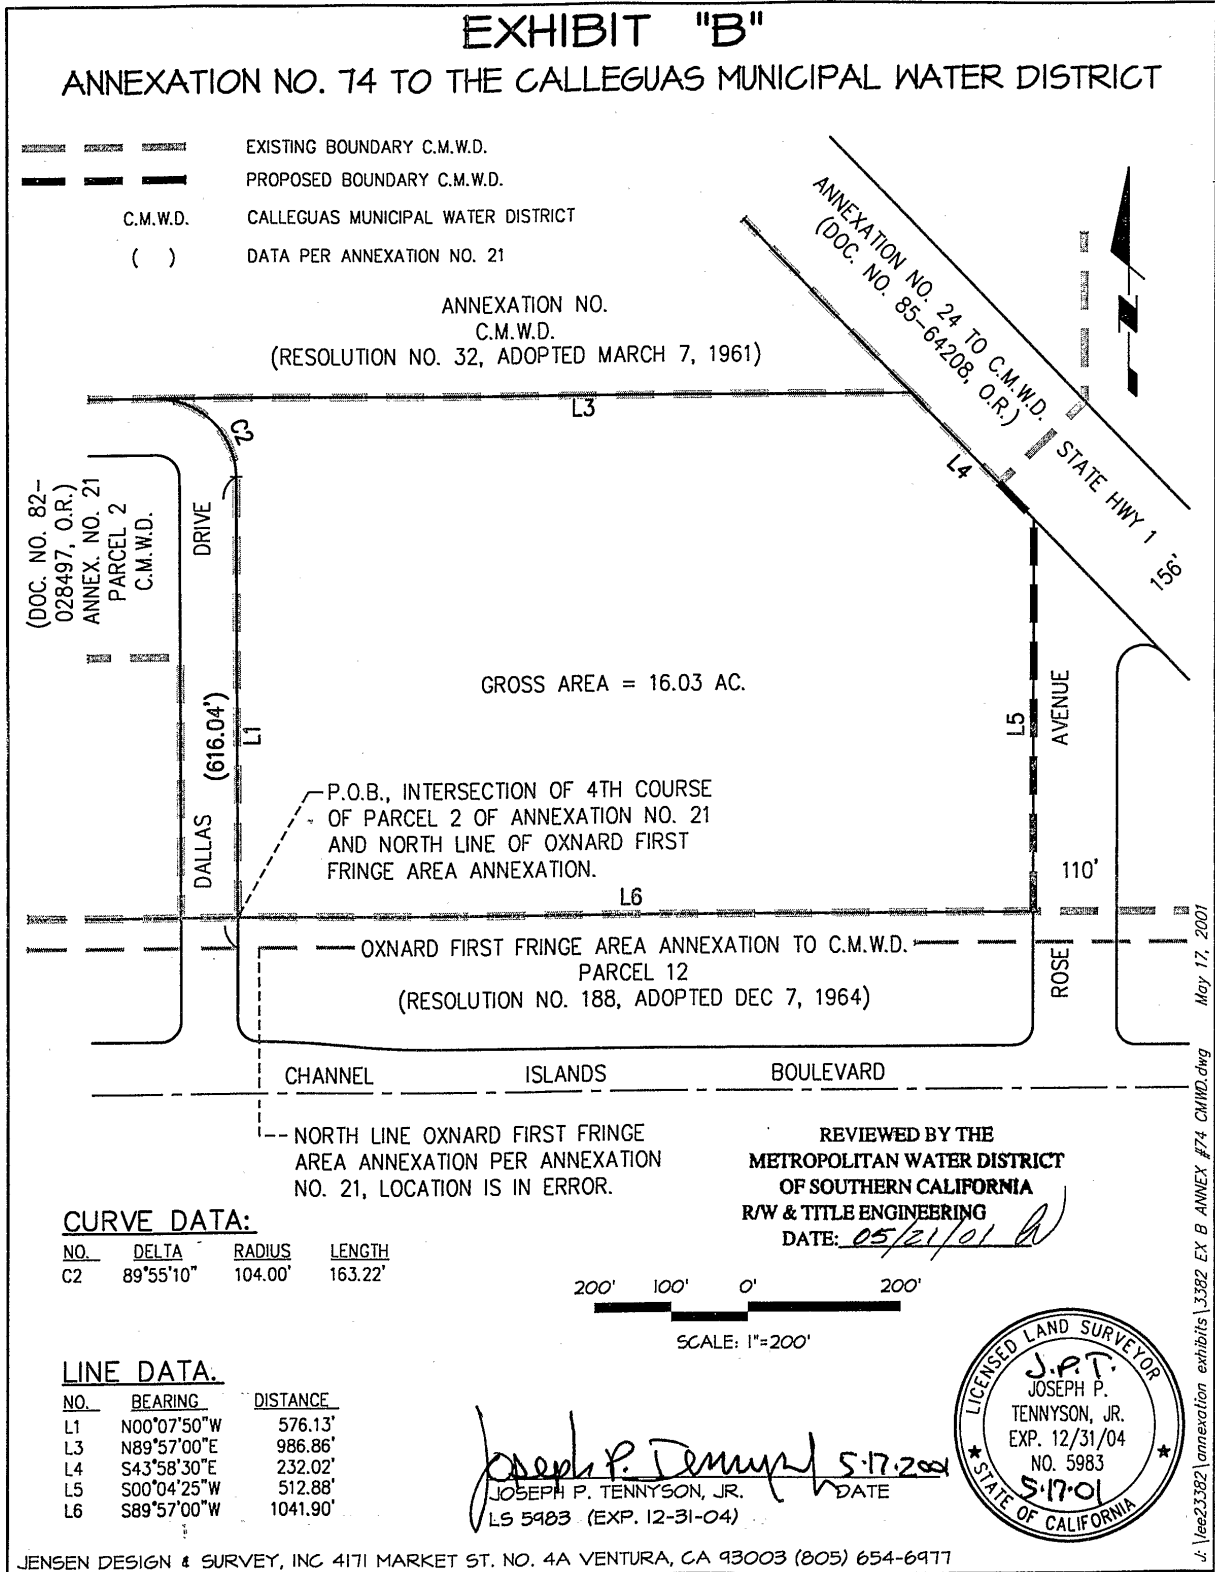 EXHIBIT "B"
ANNEXATION NO. 74 TO THE CALLEGUAS MUNICIPAL WATER DISTRICT
EXISTING BOUNDARY C.M.W.D.
PROPOSED BOUNDARY C.M.W.D.
C.M.W.D. CALLEGUAS MUNICIPAL WATER DISTRICT
( ) DATA PER ANNEXATION NO. 21
ANNEXATION NO.
C.M.W.D.
(RESOLUTION NO. 32, ADOPTED MARCH 7, 1961)
ANNEXATION NO. 24 TO C.M.W.D.
(DOC. NO. 85-64208, O.R.)
STATE HWY 1
156'
N
L3
C2
L4
(DOC. NO. 82-
028497, O.R.)
ANNEX. NO. 21
PARCEL 2
C.M.W.D.
DALLAS DRIVE
(616.04')
L1
GROSS AREA = 16.03 AC.
L5
ROSE AVENUE
110'
P.O.B., INTERSECTION OF 4TH COURSE
OF PARCEL 2 OF ANNEXATION NO. 21
AND NORTH LINE OF OXNARD FIRST
FRINGE AREA ANNEXATION.
L6
OXNARD FIRST FRINGE AREA ANNEXATION TO C.M.W.D.
PARCEL 12
(RESOLUTION NO. 188, ADOPTED DEC 7, 1964)
CHANNEL ISLANDS BOULEVARD
NORTH LINE OXNARD FIRST FRINGE
AREA ANNEXATION PER ANNEXATION
NO. 21, LOCATION IS IN ERROR.
REVIEWED BY THE
METROPOLITAN WATER DISTRICT
OF SOUTHERN CALIFORNIA
R/W & TITLE ENGINEERING
DATE: 05/21/01
CURVE DATA:
NO. DELTA RADIUS LENGTH
C2 89°55'10" 104.00' 163.22'
200' 100' 0' 200'
SCALE: 1"=200'
LINE DATA.
NO. BEARING DISTANCE
L1 N00°07'50"W 576.13'
L3 N89°57'00"E 986.86'
L4 S43°58'30"E 232.02'
L5 S00°04'25"W 512.88'
L6 S89°57'00"W 1041.90'
Joseph P. Tennyson 5·17·2001
JOSEPH P. TENNYSON, JR. DATE
LS 5983 (EXP. 12-31-04)
LICENSED LAND SURVEYOR
J.P.T.
JOSEPH P.
TENNYSON, JR.
EXP. 12/31/04
NO. 5983
5·17·01
STATE OF CALIFORNIA
JENSEN DESIGN & SURVEY, INC 4171 MARKET ST. NO. 4A VENTURA, CA 93003 (805) 654-6977
J:\lee23382\annexation exhibits\3382 EX B ANNEX #74 CMWD.dwg May 17, 2001